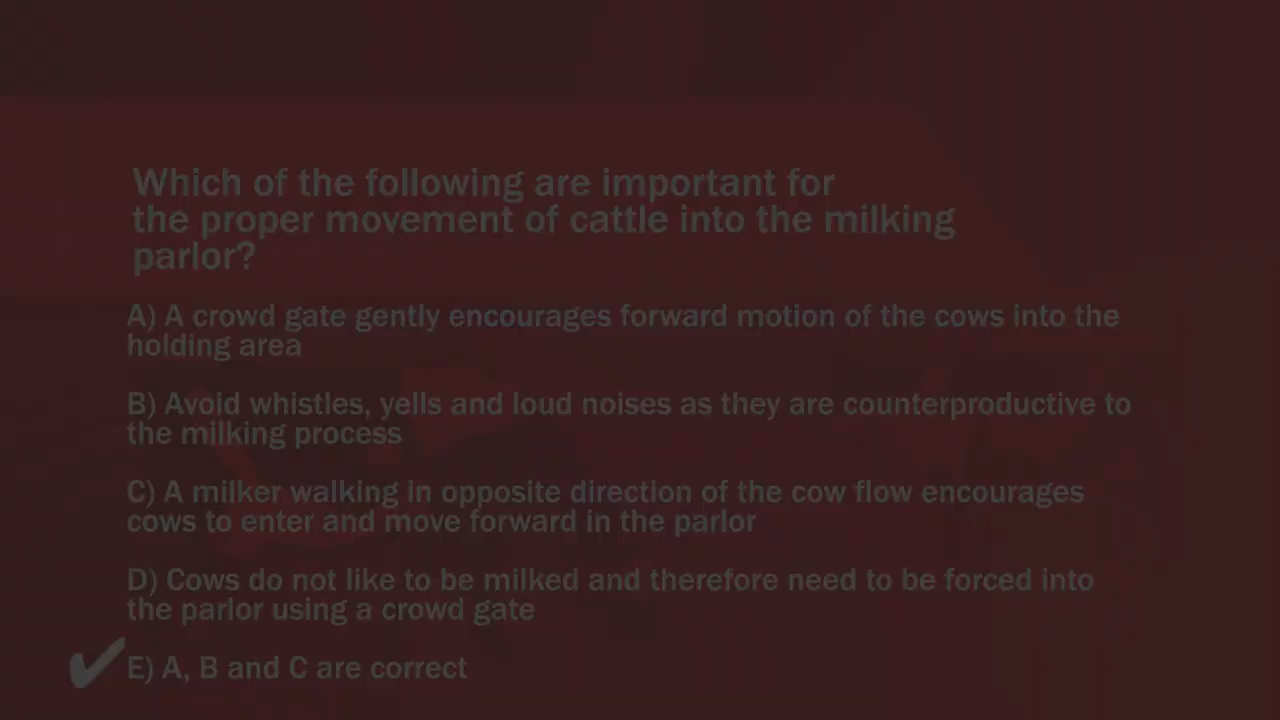 Which of the following are important for
the proper movement of cattle into the milking
parlor?
A) A crowd gate gently encourages forward motion of the cows into the
holding area
B) Avoid whistles, yells and loud noises as they are counterproductive to
the milking process
C) A milker walking in opposite direction of the cow flow encourages
cows to enter and move forward in the parlor
D) Cows do not like to be milked and therefore need to be forced into
the parlor using a crowd gate
E) A, B and C are correct